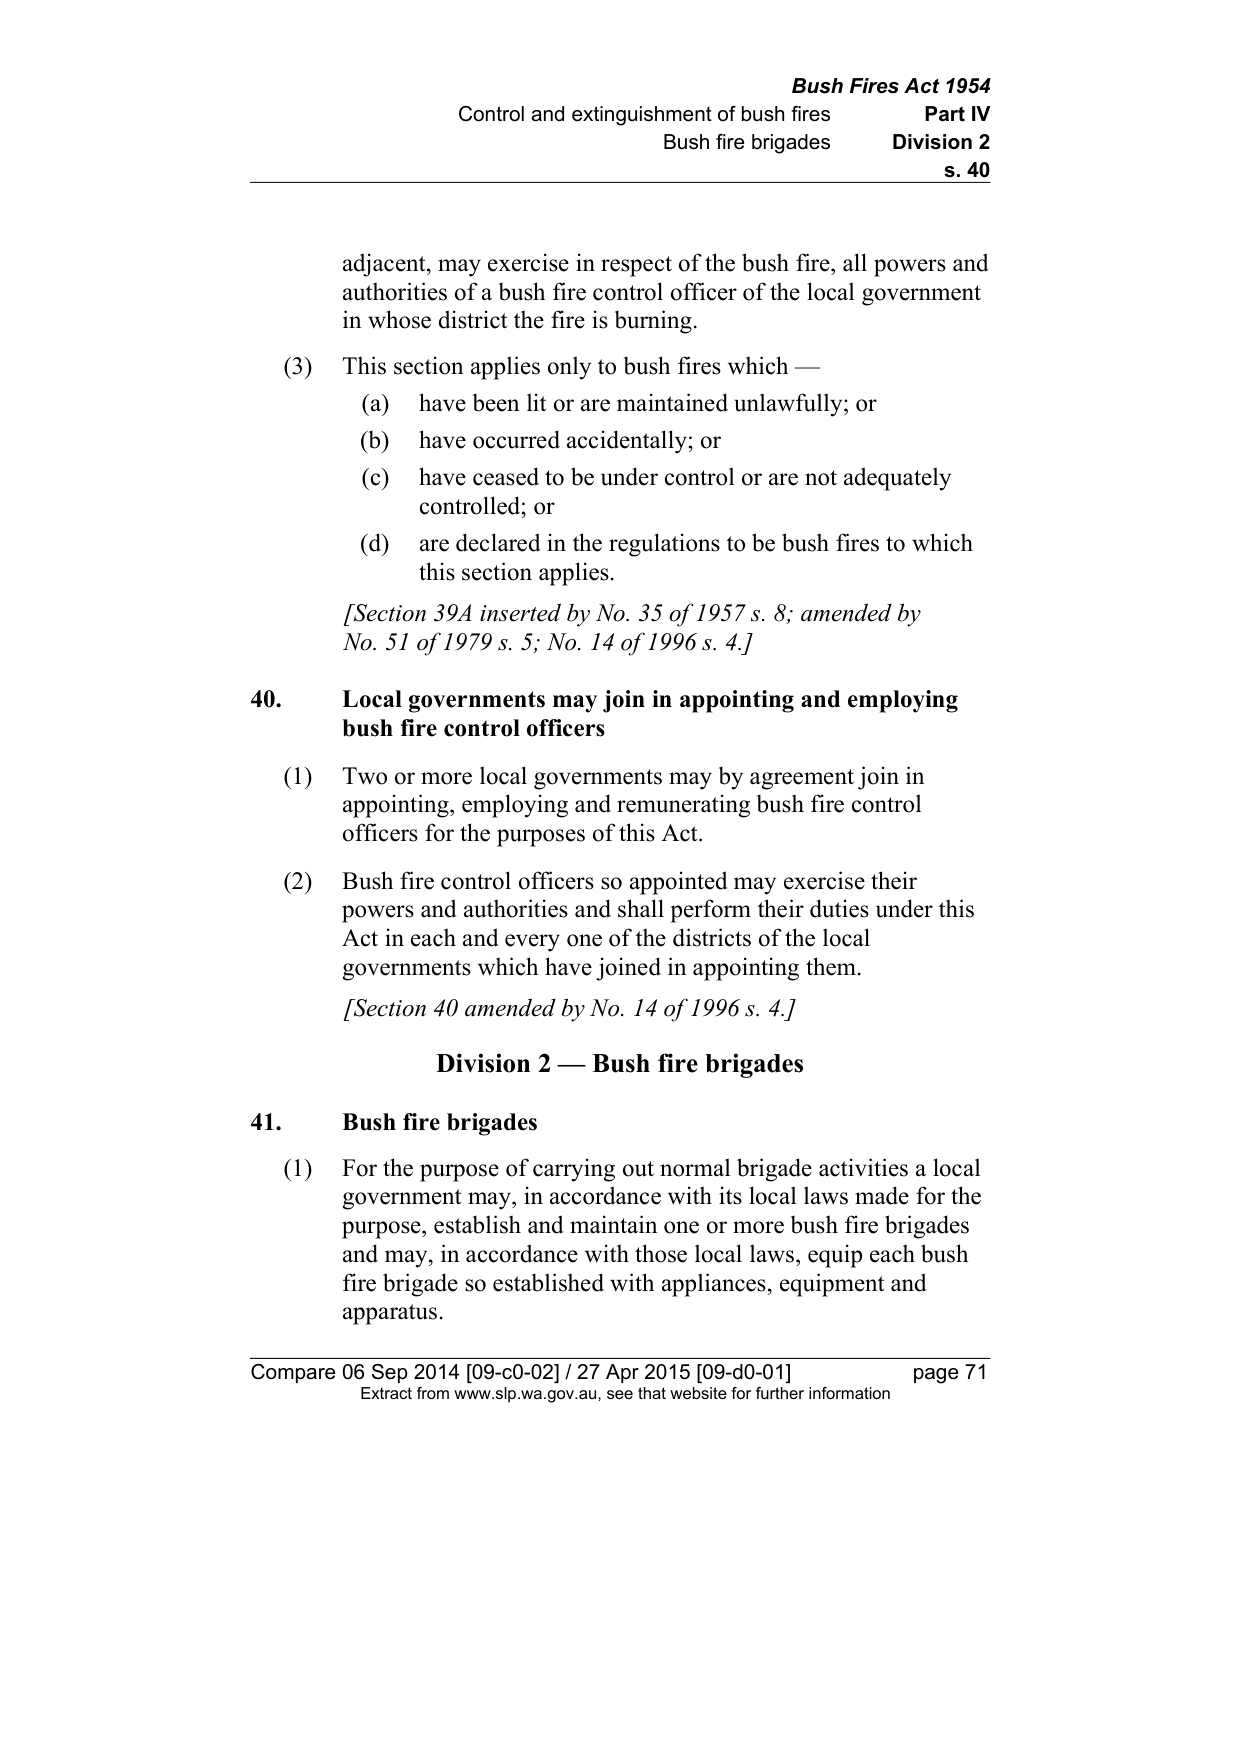 Bush Fires Act 1954
Control and extinguishment of bush fires Part IV
Bush fire brigades Division 2
s. 40
adjacent, may exercise in respect of the bush fire, all powers and
authorities of a bush fire control officer of the local government
in whose district the fire is burning.
(3) This section applies only to bush fires which —
(a) have been lit or are maintained unlawfully; or
(b) have occurred accidentally; or
(c) have ceased to be under control or are not adequately
controlled; or
(d) are declared in the regulations to be bush fires to which
this section applies.
[Section 39A inserted by No. 35 of 1957 s. 8; amended by
No. 51 of 1979 s. 5; No. 14 of 1996 s. 4.]
40. Local governments may join in appointing and employing
bush fire control officers
(1) Two or more local governments may by agreement join in
appointing, employing and remunerating bush fire control
officers for the purposes of this Act.
(2) Bush fire control officers so appointed may exercise their
powers and authorities and shall perform their duties under this
Act in each and every one of the districts of the local
governments which have joined in appointing them.
[Section 40 amended by No. 14 of 1996 s. 4.]
Division 2 — Bush fire brigades
41. Bush fire brigades
(1) For the purpose of carrying out normal brigade activities a local
government may, in accordance with its local laws made for the
purpose, establish and maintain one or more bush fire brigades
and may, in accordance with those local laws, equip each bush
fire brigade so established with appliances, equipment and
apparatus.
Compare 06 Sep 2014 [09-c0-02] / 27 Apr 2015 [09-d0-01] page 71
Extract from www.slp.wa.gov.au, see that website for further information